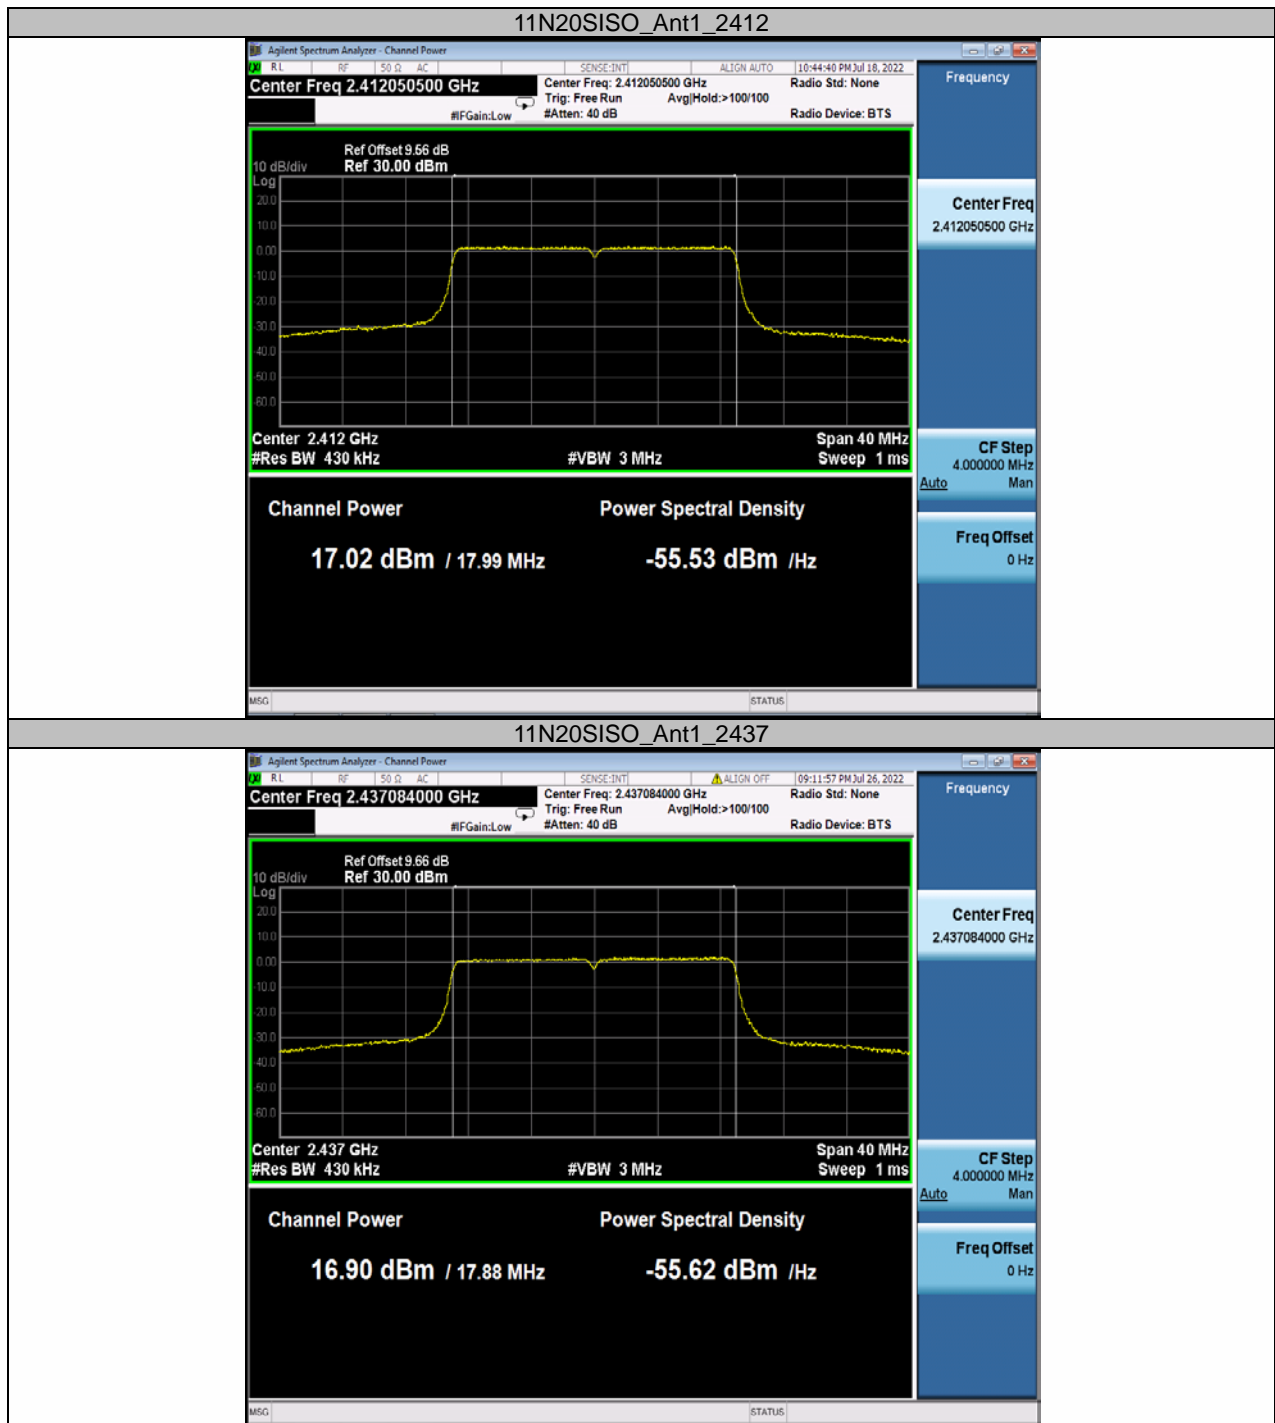 11N20SISO_Ant1_2412
Agilent Spectrum Analyzer - Channel Power
RL RF 50 Ω AC SENSE:INT ALIGN AUTO 10:44:40 PM Jul 18, 2022
Center Freq 2.412050500 GHz
Center Freq: 2.412050500 GHz
Radio Std: None
Trig: Free Run
Avg|Hold:>100/100
#IFGain:Low
#Atten: 40 dB
Radio Device: BTS
Frequency
Ref Offset 9.56 dB
10 dB/div
Ref 30.00 dBm
Log
20.0
10.0
0.00
-10.0
-20.0
-30.0
-40.0
-50.0
-60.0
Center 2.412 GHz
Span 40 MHz
#Res BW 430 kHz
#VBW 3 MHz
Sweep 1 ms
Channel Power
Power Spectral Density
17.02 dBm / 17.99 MHz
-55.53 dBm /Hz
Center Freq
2.412050500 GHz
CF Step
4.000000 MHz
Auto Man
Freq Offset
0 Hz
MSG
STATUS
11N20SISO_Ant1_2437
Agilent Spectrum Analyzer - Channel Power
RL RF 50 Ω AC SENSE:INT ALIGN OFF 09:11:57 PM Jul 26, 2022
Center Freq 2.437084000 GHz
Center Freq: 2.437084000 GHz
Radio Std: None
Trig: Free Run
Avg|Hold:>100/100
#IFGain:Low
#Atten: 40 dB
Radio Device: BTS
Frequency
Ref Offset 9.66 dB
10 dB/div
Ref 30.00 dBm
Log
20.0
10.0
0.00
-10.0
-20.0
-30.0
-40.0
-50.0
-60.0
Center 2.437 GHz
Span 40 MHz
#Res BW 430 kHz
#VBW 3 MHz
Sweep 1 ms
Channel Power
Power Spectral Density
16.90 dBm / 17.88 MHz
-55.62 dBm /Hz
Center Freq
2.437084000 GHz
CF Step
4.000000 MHz
Auto Man
Freq Offset
0 Hz
MSG
STATUS